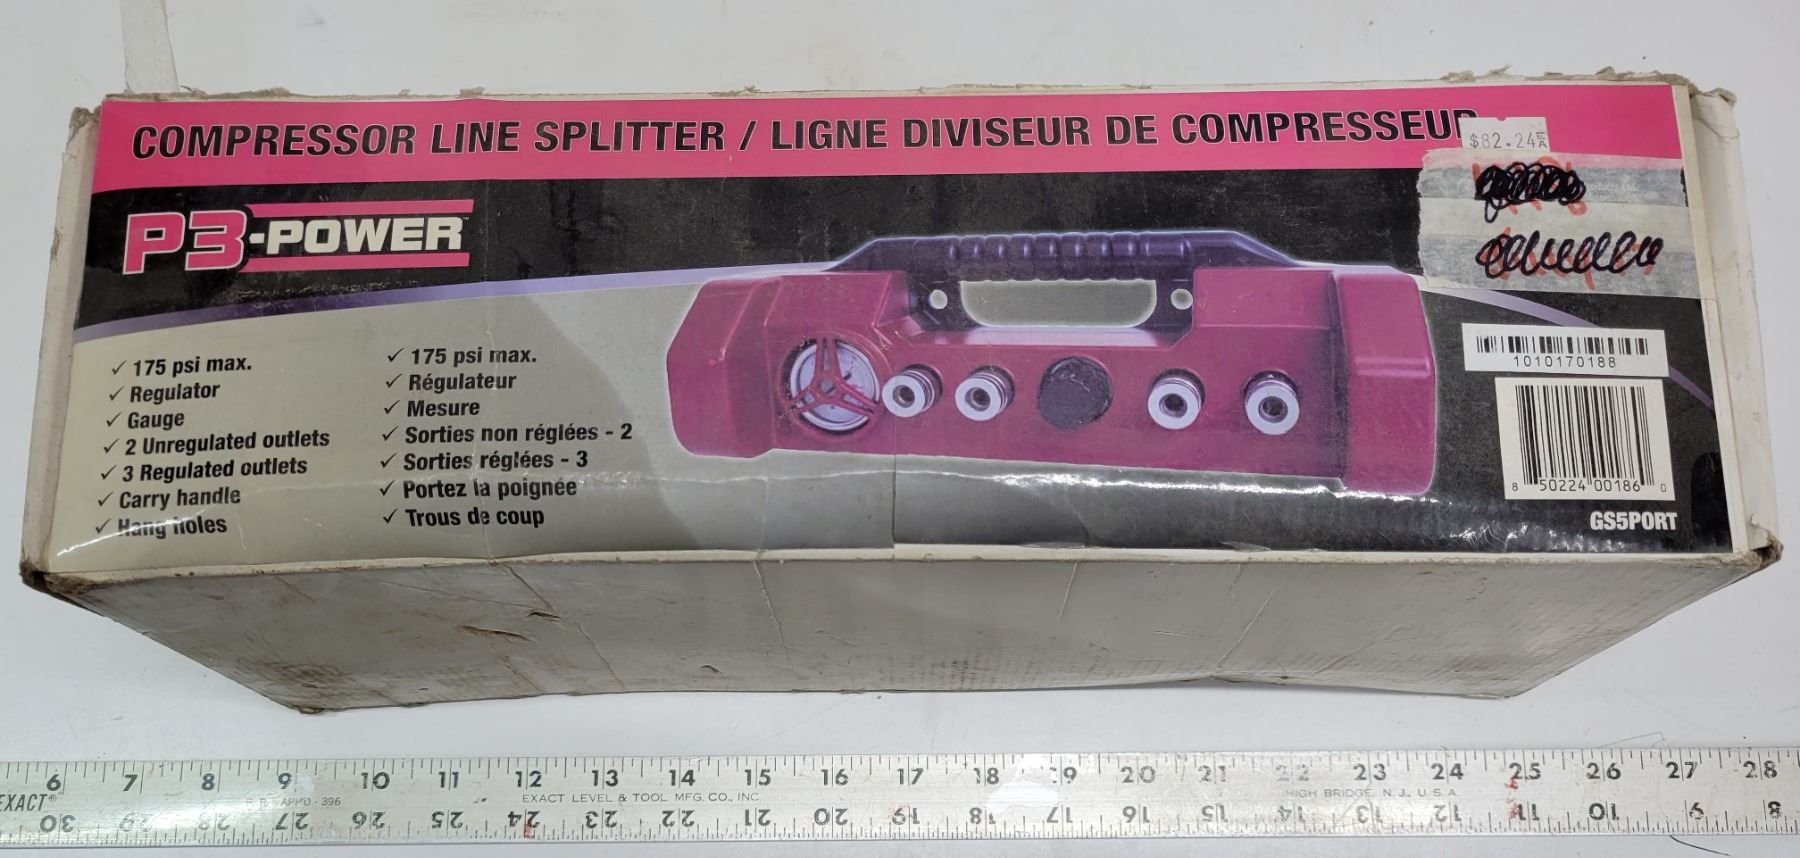 COMPRESSOR LINE SPLITTER / LIGNE DIVISEUR DE COMPRESSEUR
$82.24 EA
P3-POWER™
✓ 175 psi max.
✓ Regulator
✓ Gauge
✓ 2 Unregulated outlets
✓ 3 Regulated outlets
✓ Carry handle
✓ Hang holes
✓ 175 psi max.
✓ Régulateur
✓ Mesure
✓ Sorties non réglées - 2
✓ Sorties réglées - 3
✓ Portez la poignée
✓ Trous de coup
1010170188
8 50224 00186 0
GS5PORT
6 7 8 9 10 11 12 13 14 15 16 17 18 19 20 21 22 23 24 25 26 27 28
EXACT®
APP'D - 396
EXACT LEVEL & TOOL MFG. CO., INC.
HIGH BRIDGE, N.J., U.S.A.
30 29 28 27 26 25 24 23 22 21 20 19 18 17 16 15 14 13 12 11 10 9 8